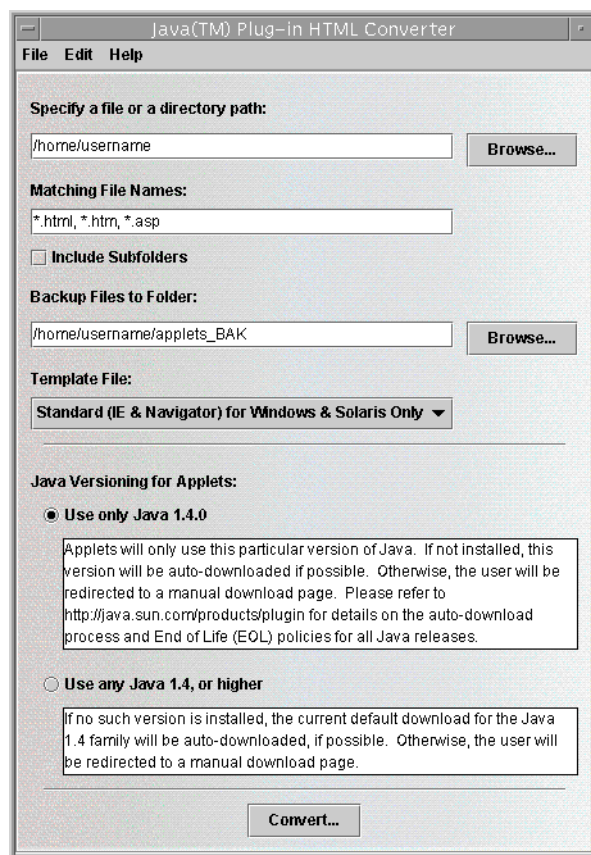 Java(TM) Plug-in HTML Converter
File Edit Help
Specify a file or a directory path:
/home/username
Browse...
Matching File Names:
*.html, *.htm, *.asp
Include Subfolders
Backup Files to Folder:
/home/username/applets_BAK
Browse...
Template File:
Standard (IE & Navigator) for Windows & Solaris Only
Java Versioning for Applets:
Use only Java 1.4.0
Applets will only use this particular version of Java. If not installed, this
version will be auto-downloaded if possible. Otherwise, the user will be
redirected to a manual download page. Please refer to
http://java.sun.com/products/plugin for details on the auto-download
process and End of Life (EOL) policies for all Java releases.
Use any Java 1.4, or higher
If no such version is installed, the current default download for the Java
1.4 family will be auto-downloaded, if possible. Otherwise, the user will
be redirected to a manual download page.
Convert...